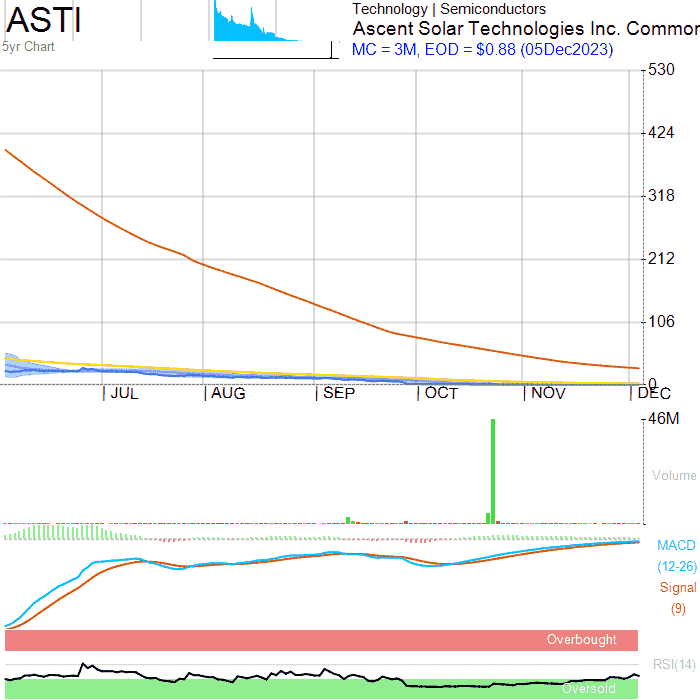 ASTI
5yr Chart
Technology | Semiconductors
Ascent Solar Technologies Inc. Common
MC = 3M, EOD = $0.88 (05Dec2023)
530
424
318
212
106
0
JUL AUG SEP OCT NOV DEC
46M
Volume
MACD
(12-26)
Signal
(9)
Overbought
RSI(14)
Oversold